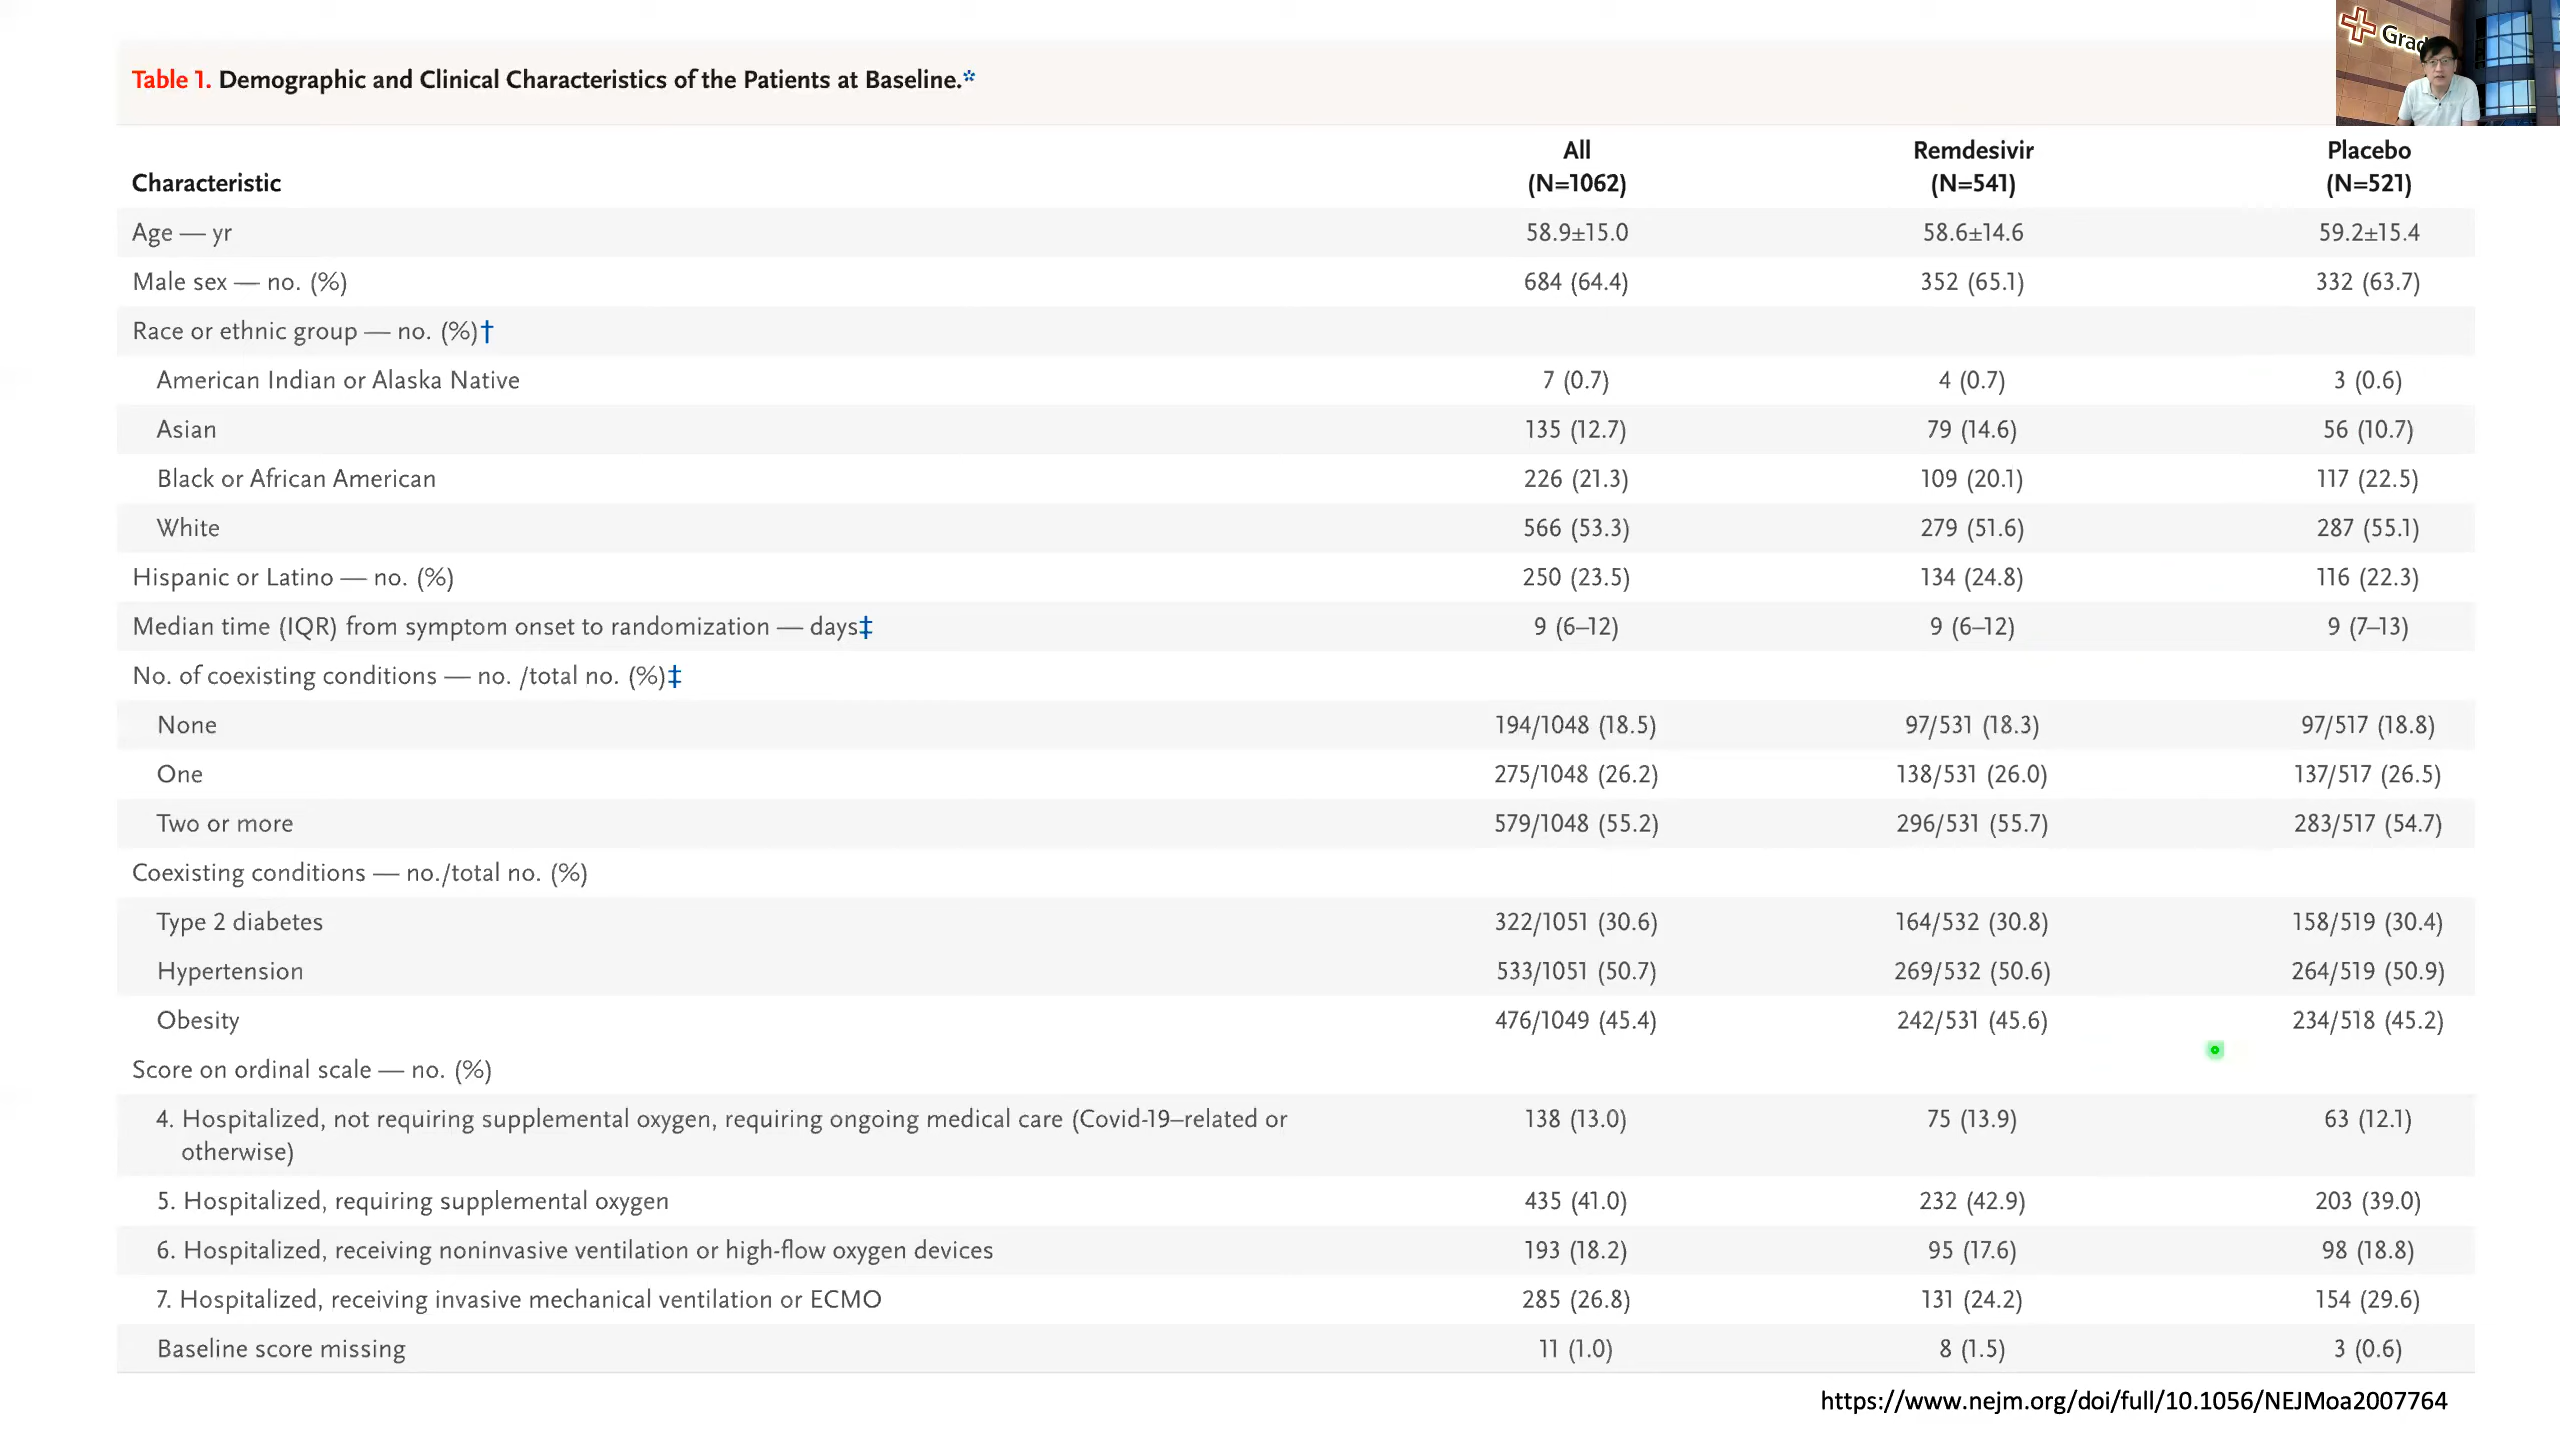 Grad
Table 1. Demographic and Clinical Characteristics of the Patients at Baseline.*
Characteristic All (N=1062) Remdesivir (N=541) Placebo (N=521)
Age — yr 58.9±15.0 58.6±14.6 59.2±15.4
Male sex — no. (%) 684 (64.4) 352 (65.1) 332 (63.7)
Race or ethnic group — no. (%)†
American Indian or Alaska Native 7 (0.7) 4 (0.7) 3 (0.6)
Asian 135 (12.7) 79 (14.6) 56 (10.7)
Black or African American 226 (21.3) 109 (20.1) 117 (22.5)
White 566 (53.3) 279 (51.6) 287 (55.1)
Hispanic or Latino — no. (%) 250 (23.5) 134 (24.8) 116 (22.3)
Median time (IQR) from symptom onset to randomization — days‡ 9 (6–12) 9 (6–12) 9 (7–13)
No. of coexisting conditions — no. /total no. (%)‡
None 194/1048 (18.5) 97/531 (18.3) 97/517 (18.8)
One 275/1048 (26.2) 138/531 (26.0) 137/517 (26.5)
Two or more 579/1048 (55.2) 296/531 (55.7) 283/517 (54.7)
Coexisting conditions — no./total no. (%)
Type 2 diabetes 322/1051 (30.6) 164/532 (30.8) 158/519 (30.4)
Hypertension 533/1051 (50.7) 269/532 (50.6) 264/519 (50.9)
Obesity 476/1049 (45.4) 242/531 (45.6) 234/518 (45.2)
Score on ordinal scale — no. (%)
4. Hospitalized, not requiring supplemental oxygen, requiring ongoing medical care (Covid-19–related or 138 (13.0) 75 (13.9) 63 (12.1)
otherwise)
5. Hospitalized, requiring supplemental oxygen 435 (41.0) 232 (42.9) 203 (39.0)
6. Hospitalized, receiving noninvasive ventilation or high-flow oxygen devices 193 (18.2) 95 (17.6) 98 (18.8)
7. Hospitalized, receiving invasive mechanical ventilation or ECMO 285 (26.8) 131 (24.2) 154 (29.6)
Baseline score missing 11 (1.0) 8 (1.5) 3 (0.6)
https://www.nejm.org/doi/full/10.1056/NEJMoa2007764